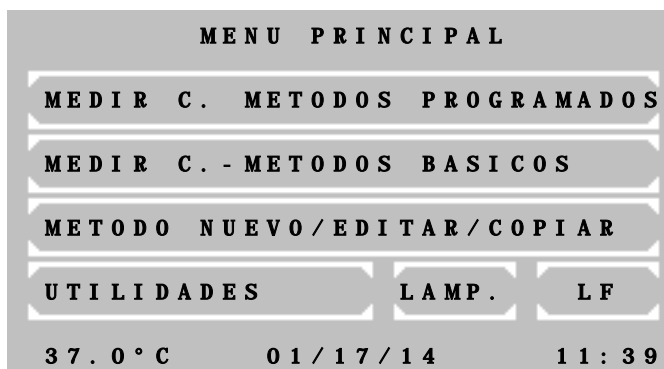 MENU PRINCIPAL
MEDIR C. METODOS PROGRAMADOS
MEDIR C.-METODOS BASICOS
METODO NUEVO/EDITAR/COPIAR
UTILIDADES LAMP. LF
37.0°C 01/17/14 11:39